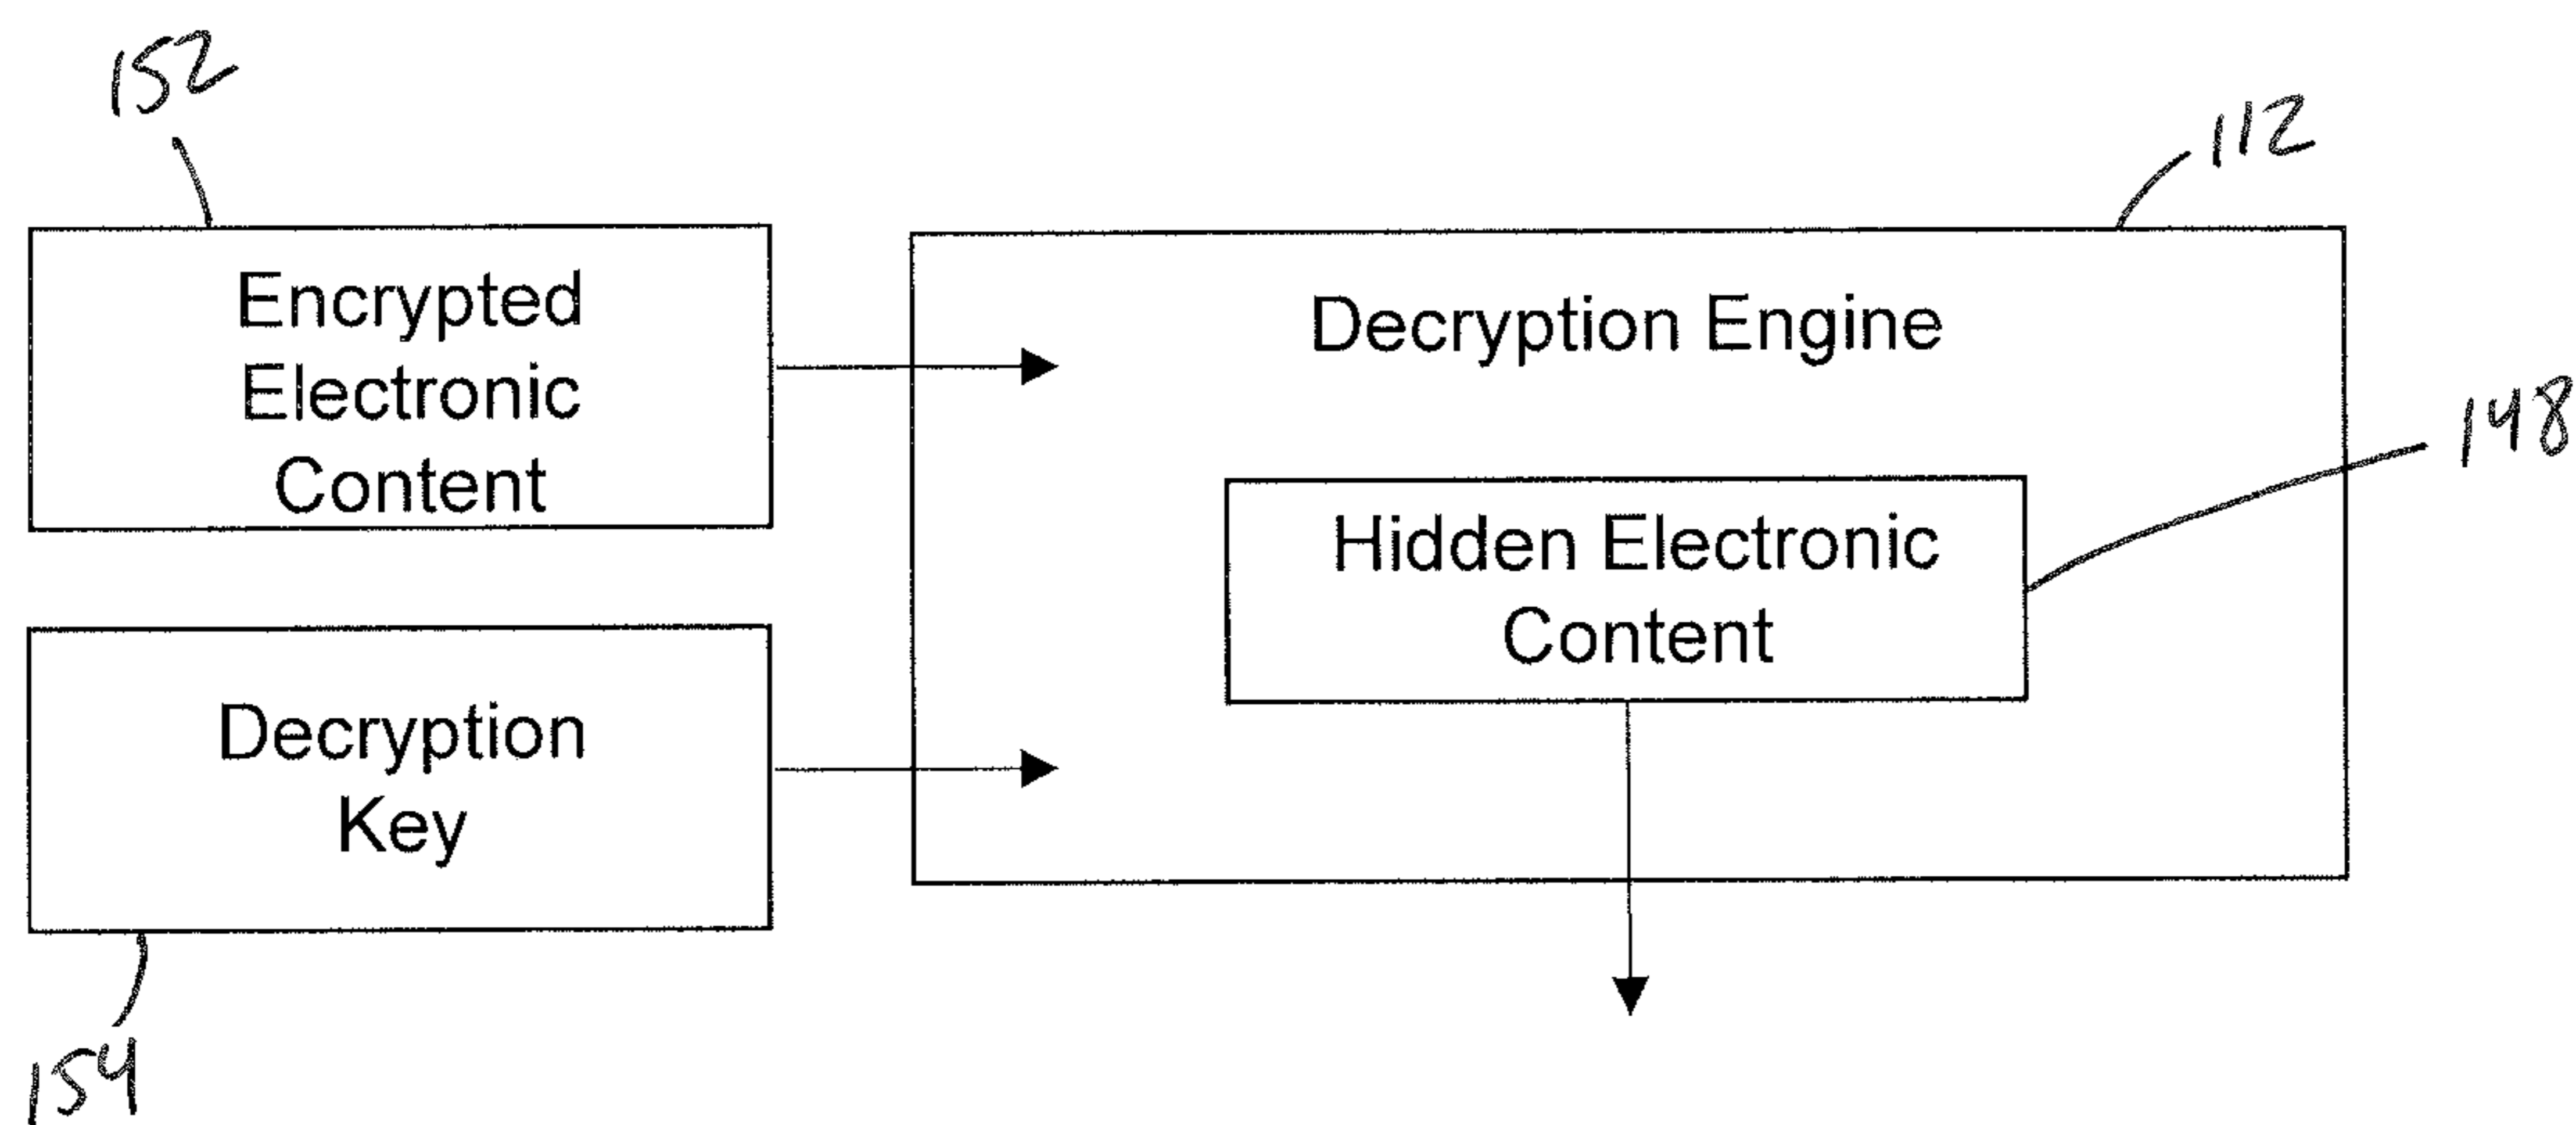 152
112
Encrypted
Electronic
Content
Decryption Engine
148
Hidden Electronic
Content
Decryption
Key
154